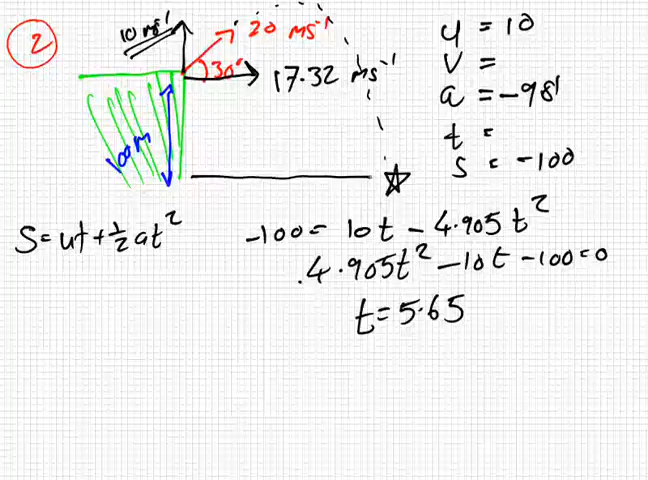 2
10 ms⁻¹
20 ms⁻¹
30°
17.32 ms⁻¹
100m
u = 10
v =
a = -9.81
t =
s = -100
S=ut+½at²
-100 = 10t - 4.905t²
4.905t² - 10t - 100=0
t = 5.65